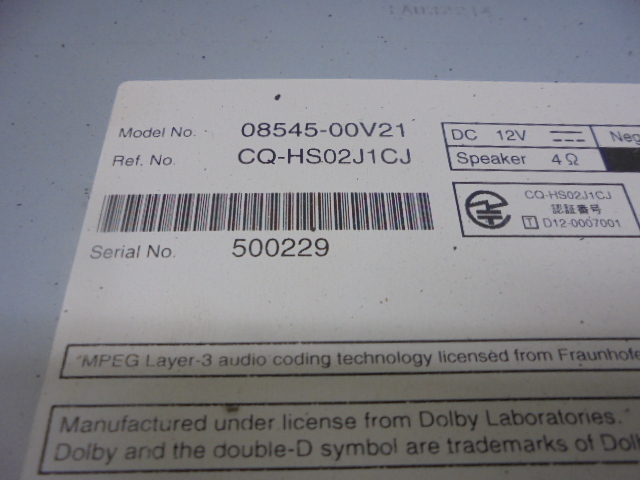 Model No. 08545-00V21
Ref. No. CQ-HS02J1CJ
Serial No. 500229
DC 12V Neg
Speaker 4Ω
CQ-HS02J1CJ
認証番号
T D12-0007001
"MPEG Layer-3 audio coding technology licensed from Fraunhofe
Manufactured under license from Dolby Laboratories.
Dolby and the double-D symbol are trademarks of Dolb